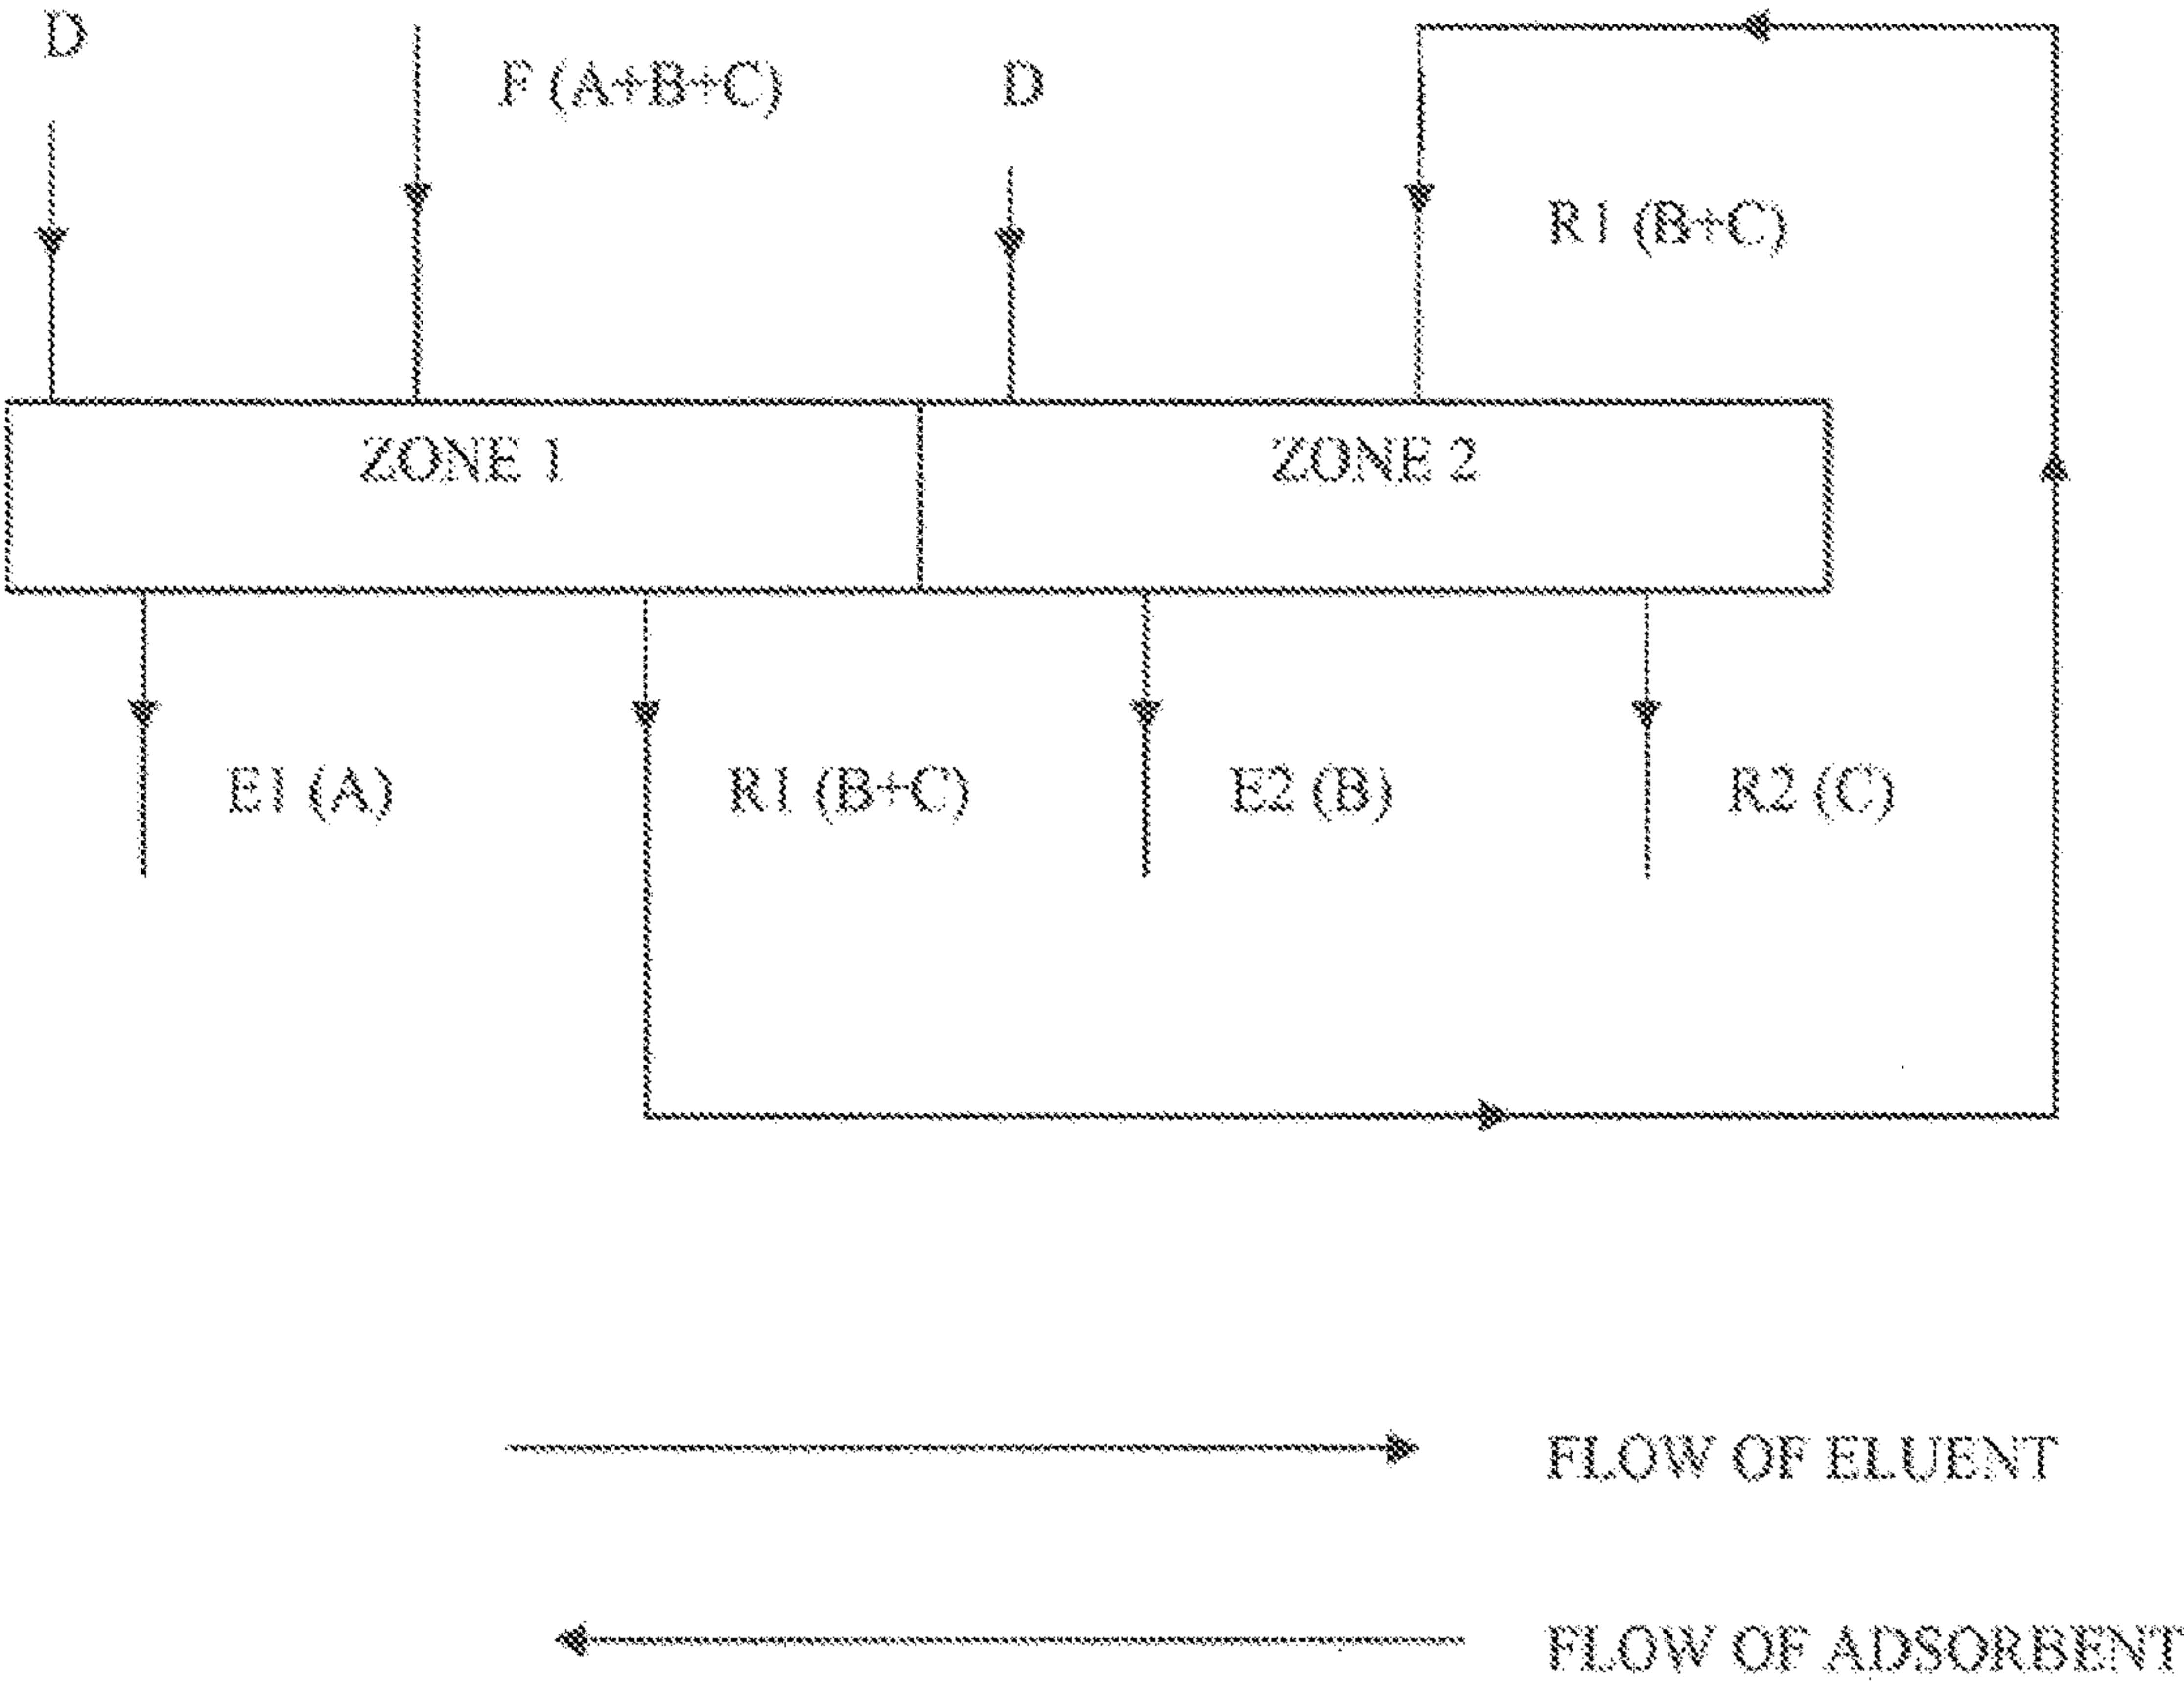 D
F (A+B+C)
D
R1 (B+C)
ZONE 1
ZONE 2
E1 (A)
R1 (B+C)
E2 (B)
R2 (C)
FLOW OF ELUENT
FLOW OF ADSORBENT